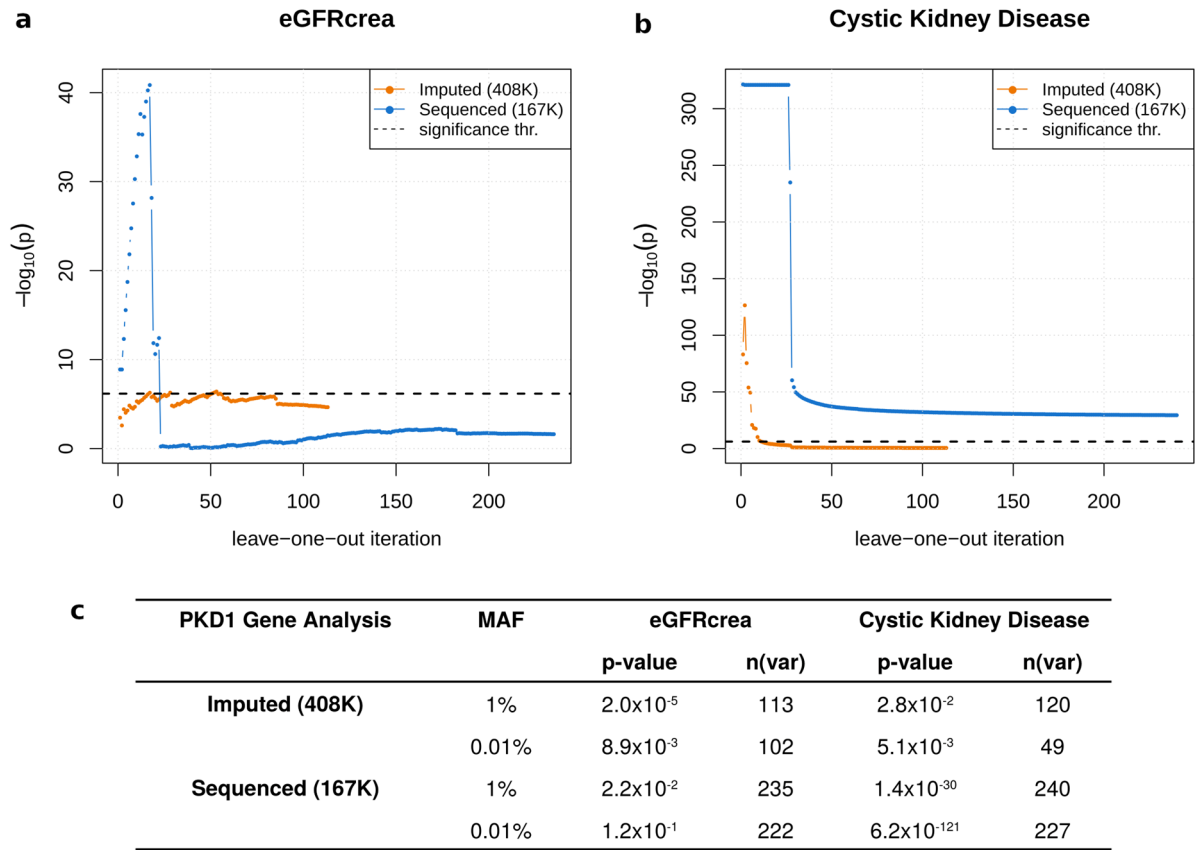 a
eGFRcrea
−log10(p)
40
30
20
10
0
Imputed (408K)
Sequenced (167K)
significance thr.
0 50 100 150 200
leave−one−out iteration
b
Cystic Kidney Disease
−log10(p)
300
250
200
150
100
50
0
Imputed (408K)
Sequenced (167K)
significance thr.
0 50 100 150 200
leave−one−out iteration
c
PKD1 Gene Analysis MAF eGFRcrea Cystic Kidney Disease
p-value n(var) p-value n(var)
Imputed (408K) 1% 2.0x10-5 113 2.8x10-2 120
0.01% 8.9x10-3 102 5.1x10-3 49
Sequenced (167K) 1% 2.2x10-2 235 1.4x10-30 240
0.01% 1.2x10-1 222 6.2x10-121 227